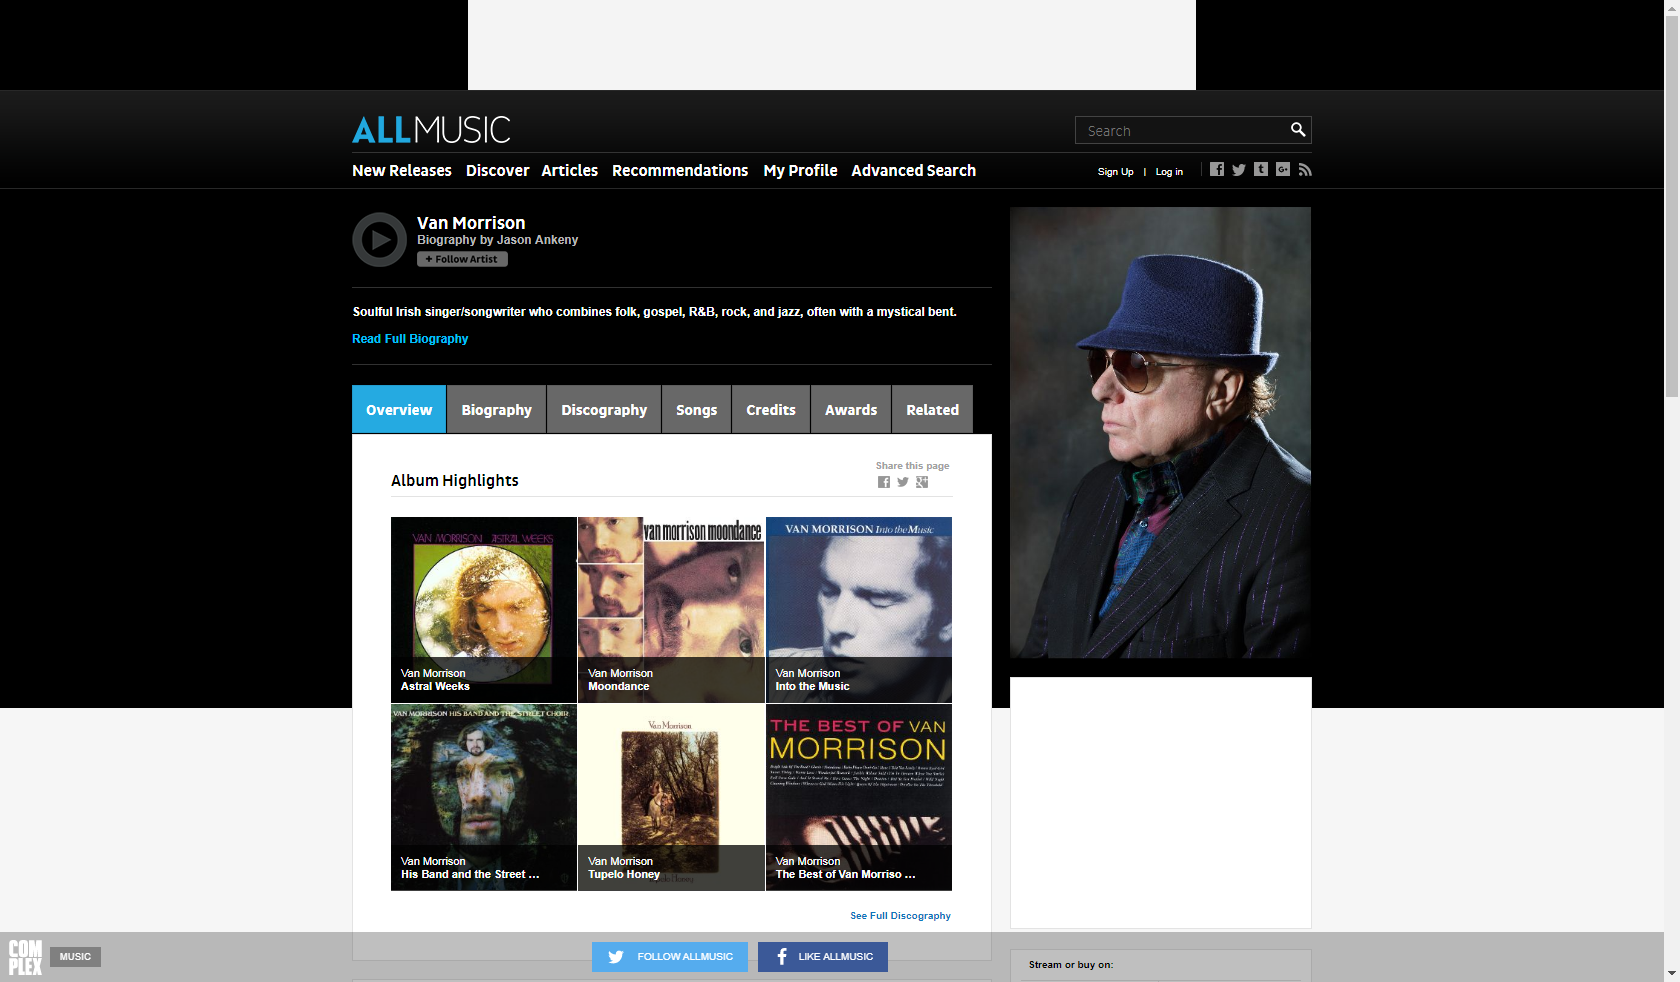 ALLMUSIC
Search
New Releases Discover Articles Recommendations My Profile Advanced Search
Sign Up | Log in
Van Morrison
Biography by Jason Ankeny
+ Follow Artist
Soulful Irish singer/songwriter who combines folk, gospel, R&B, rock, and jazz, often with a mystical bent.
Read Full Biography
Overview Biography Discography Songs Credits Awards Related
Album Highlights
Share this page
VAN MORRISON ASTRAL WEEKS
Van Morrison
Astral Weeks
van morrison moondance
Van Morrison
Moondance
VAN MORRISON Into the Music
Van Morrison
Into the Music
VAN MORRISON HIS BAND AND THE STREET CHOIR
Van Morrison
His Band and the Street ...
Van Morrison
Van Morrison
Tupelo Honey
Tupelo Honey
THE BEST OF VAN
MORRISON
Van Morrison
The Best of Van Morriso ...
See Full Discography
COM
PLEX
MUSIC
FOLLOW ALLMUSIC
LIKE ALLMUSIC
Stream or buy on: